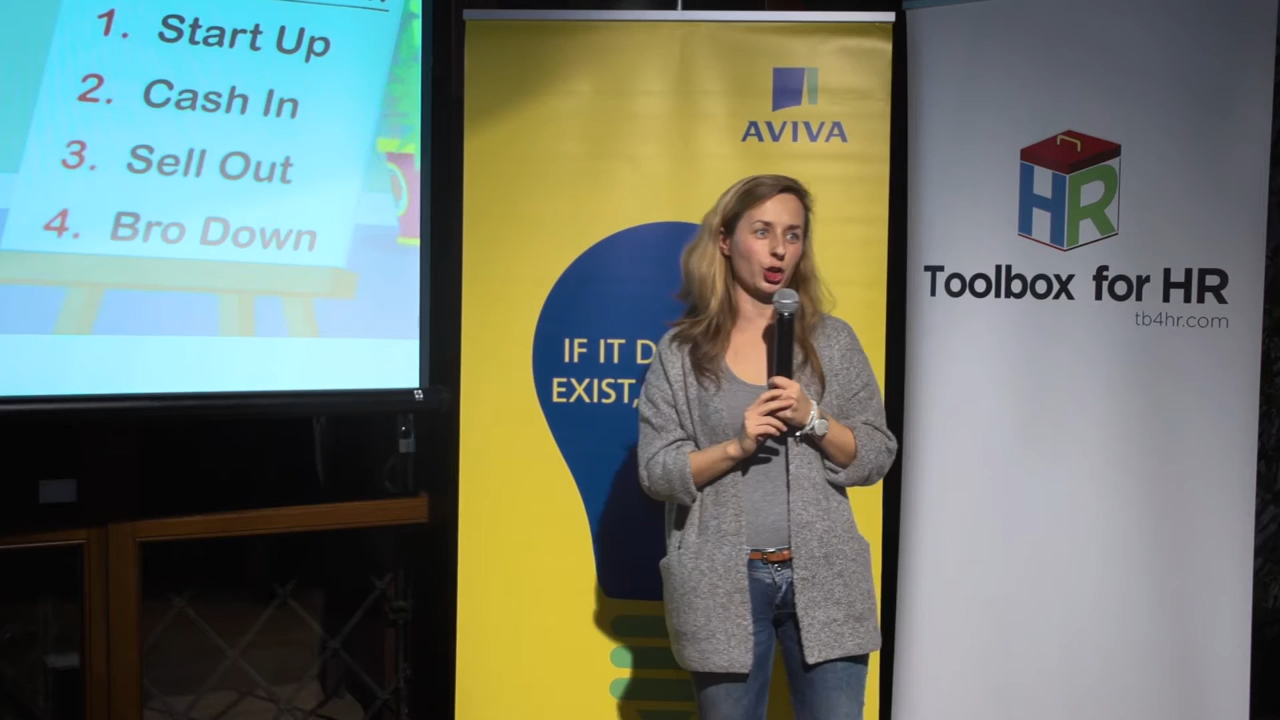 1. Start Up
2. Cash In
3. Sell Out
4. Bro Down
AVIVA
IF IT D
EXIST,
HR
Toolbox for HR
tb4hr.com